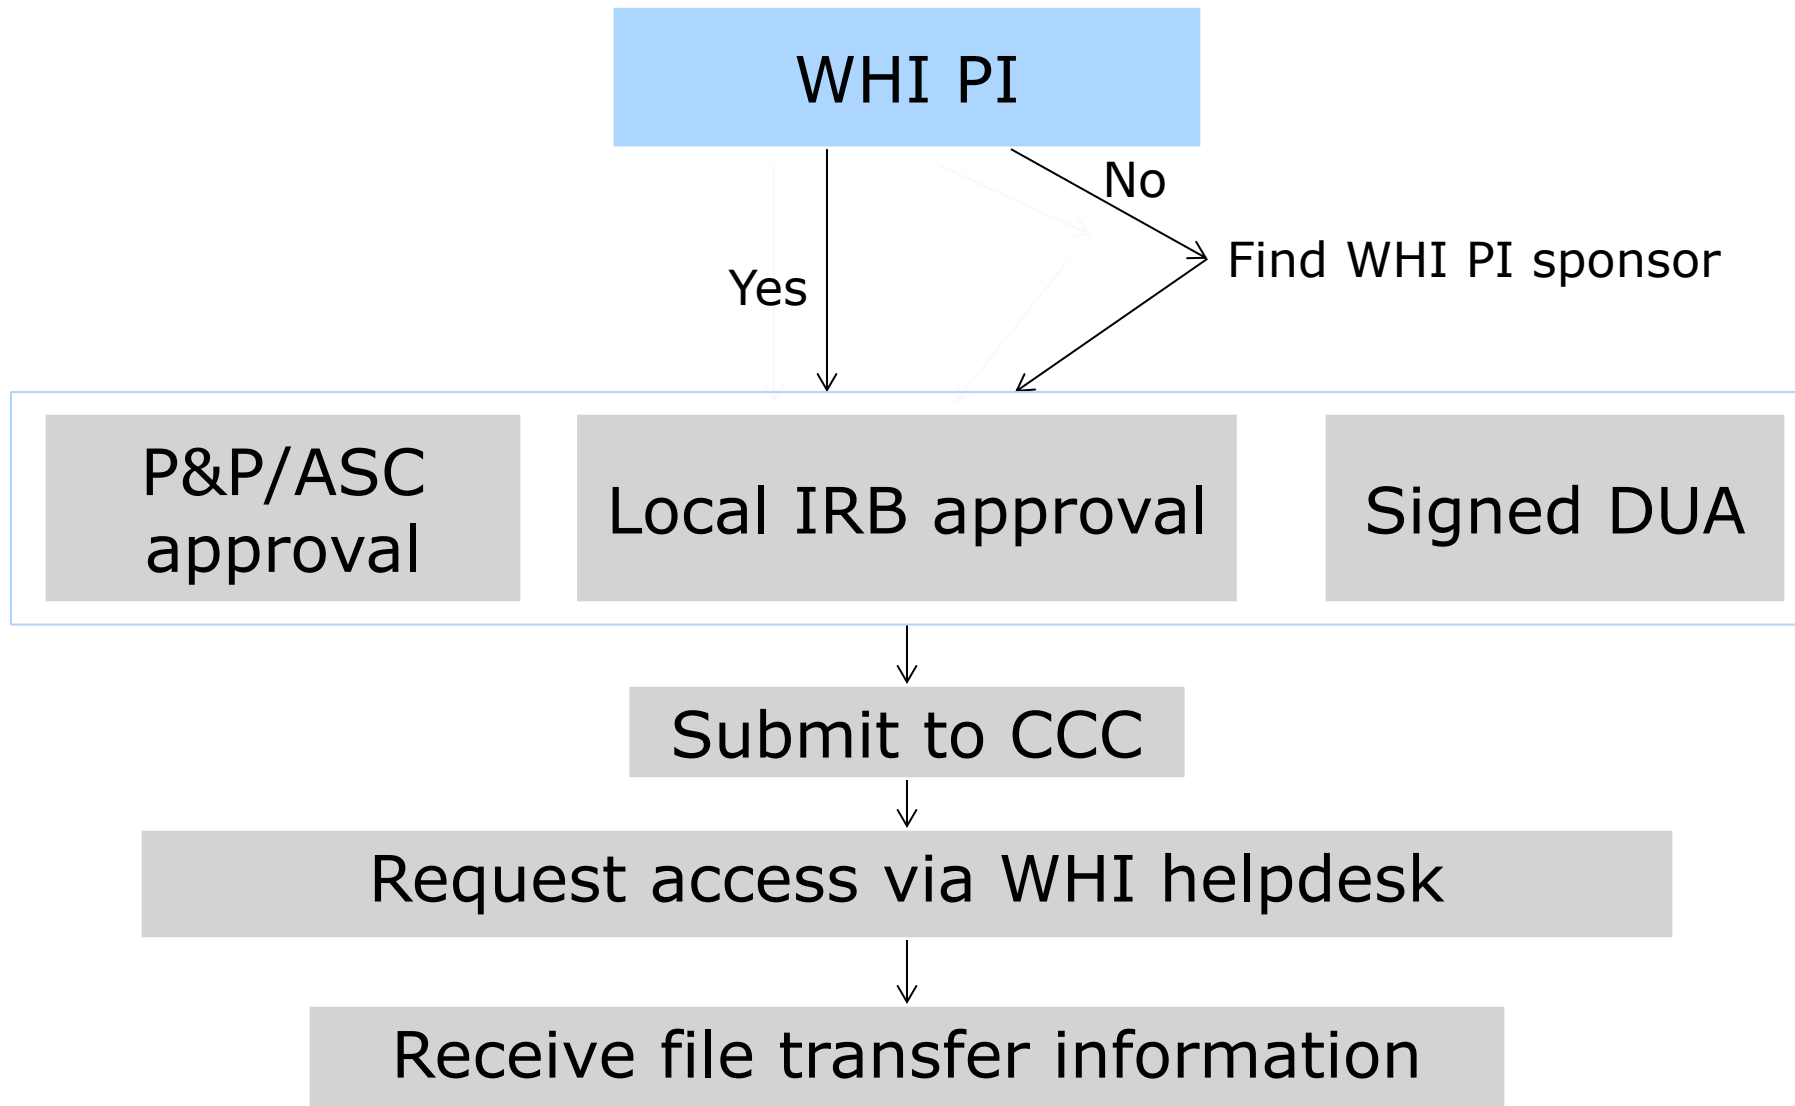 WHI PI
No
Find WHI PI sponsor
Yes
P&P/ASC
approval
Local IRB approval
Signed DUA
Submit to CCC
Request access via WHI helpdesk
Receive file transfer information